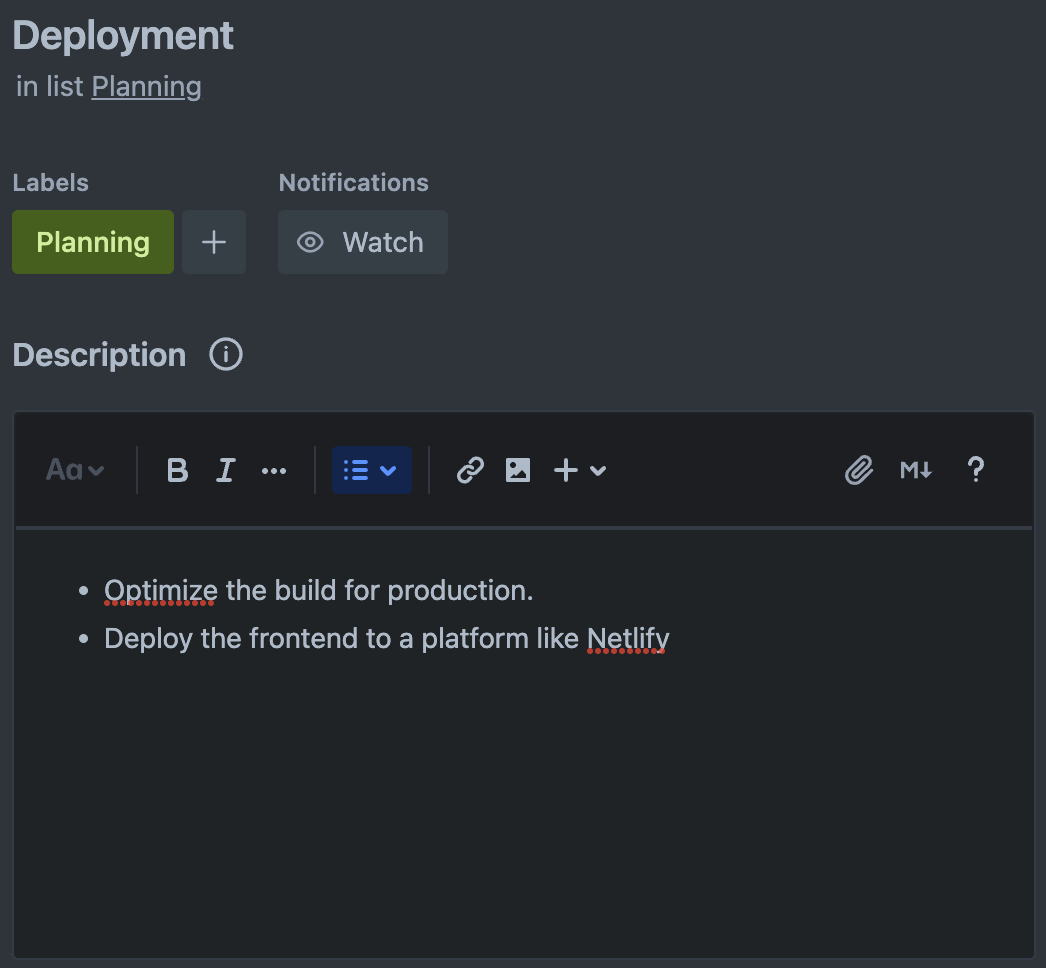 Deployment
in list Planning
Labels
Notifications
Planning
+
Watch
Description
Aa
B I ... + M ?
• Optimize the build for production.
• Deploy the frontend to a platform like Netlify